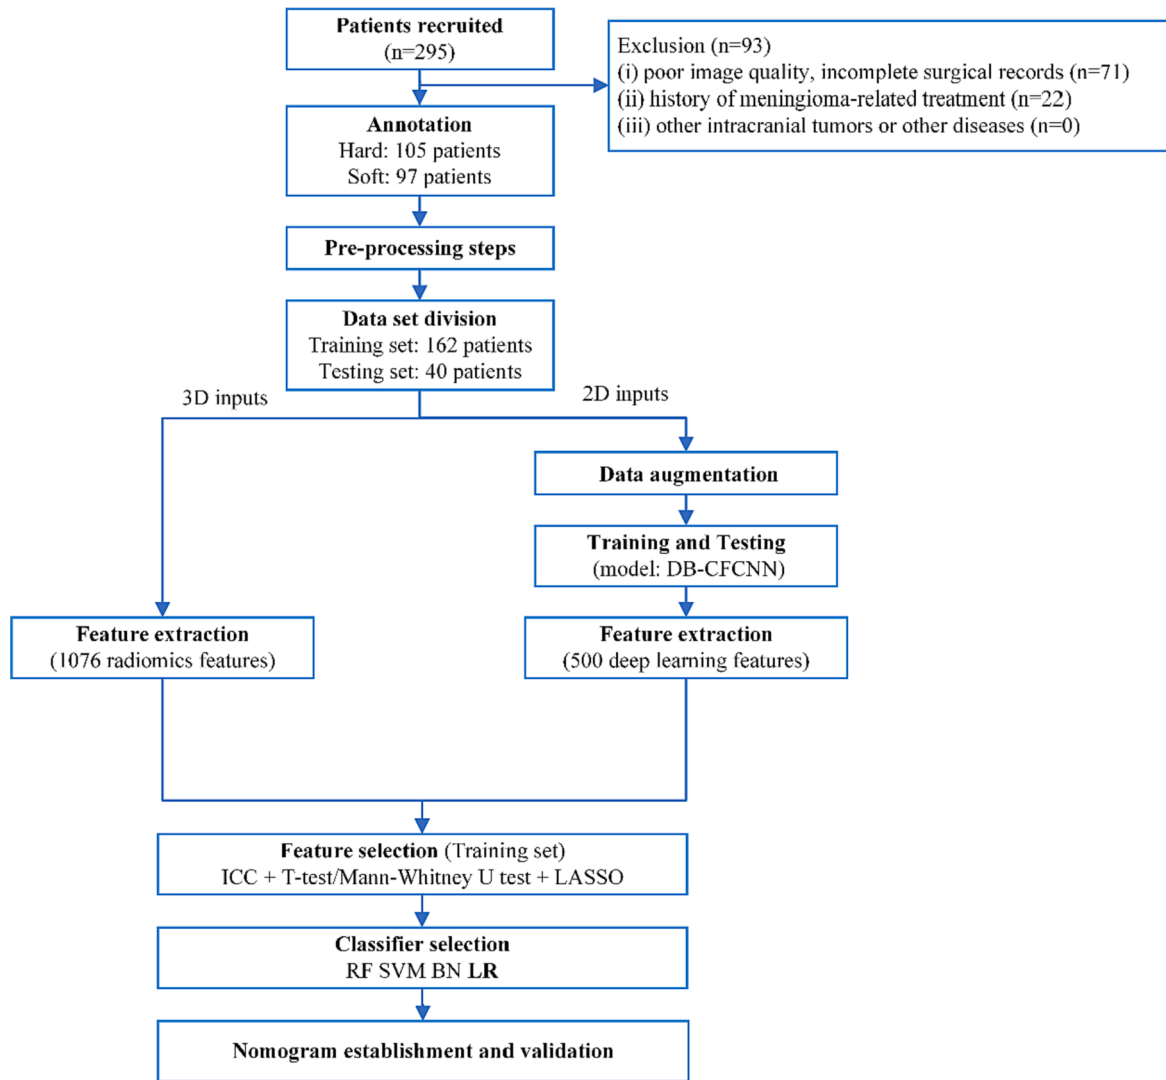 Patients recruited
(n=295)
Exclusion (n=93)
(i) poor image quality, incomplete surgical records (n=71)
(ii) history of meningioma-related treatment (n=22)
(iii) other intracranial tumors or other diseases (n=0)
Annotation
Hard: 105 patients
Soft: 97 patients
Pre-processing steps
Data set division
Training set: 162 patients
Testing set: 40 patients
3D inputs
2D inputs
Data augmentation
Training and Testing
(model: DB-CFCNN)
Feature extraction
(1076 radiomics features)
Feature extraction
(500 deep learning features)
Feature selection (Training set)
ICC + T-test/Mann-Whitney U test + LASSO
Classifier selection
RF SVM BN LR
Nomogram establishment and validation